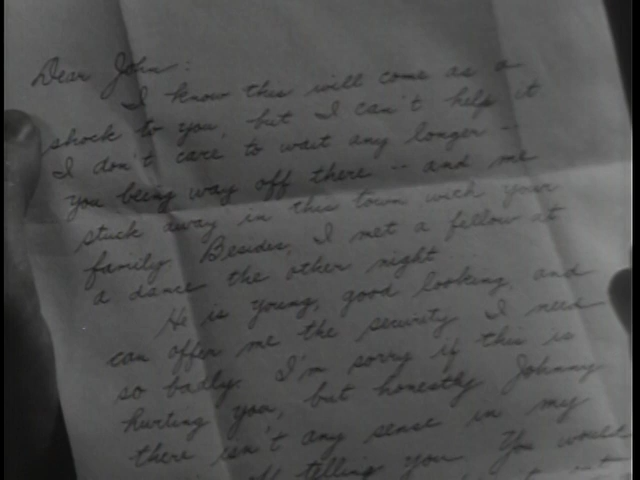 Dear John:
I know this will come as a
shock to you, but I can't help it
I don't care to wait any longer -
you being way off there -- and me
stuck away in this town with your
family. Besides, I met a fellow at
a dance the other night.
He is young, good looking, and
can offer me the security I need
so badly. I'm sorry if this is
hurting you, but honestly Johnny
there isn't any sense in my
telling you. You would